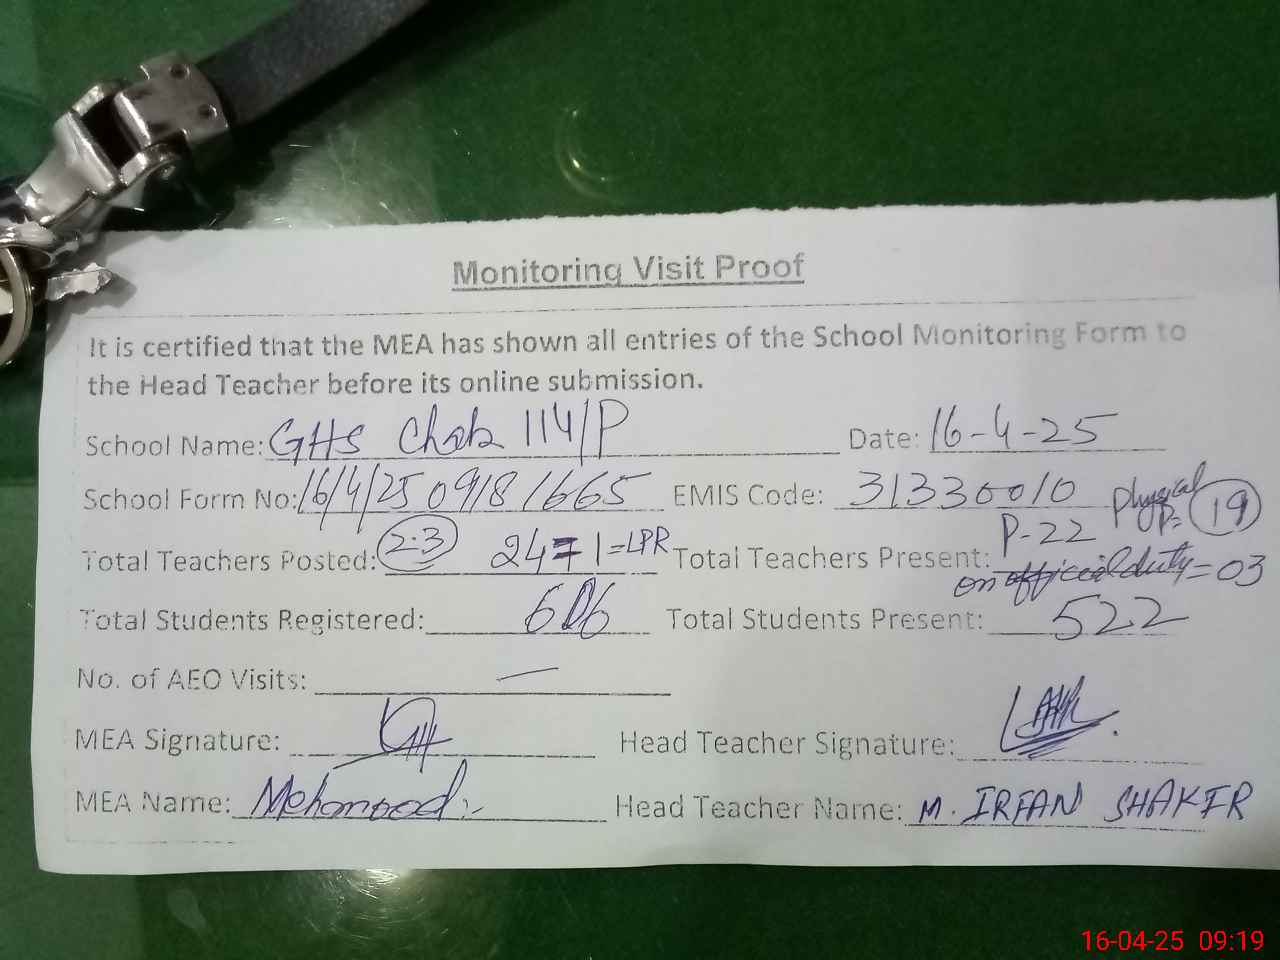 Monitoring Visit Proof
It is certified that the MEA has shown all entries of the School Monitoring Form to
the Head Teacher before its online submission.
School Name: GHS Chak 114/P Date: 16-4-25
School Form No: 16/4/25 0918 1665 EMIS Code: 31330010 physical
Total Teachers Posted: 23 24-1=LPR Total Teachers Present: P-22 P= 19
on official duty = 03
Total Students Registered: 606 Total Students Present: 522
No. of AEO Visits: —
MEA Signature: Head Teacher Signature:
MEA Name: Mehmood Head Teacher Name: M. IRFAN SHAKIR
16-04-25 09:19